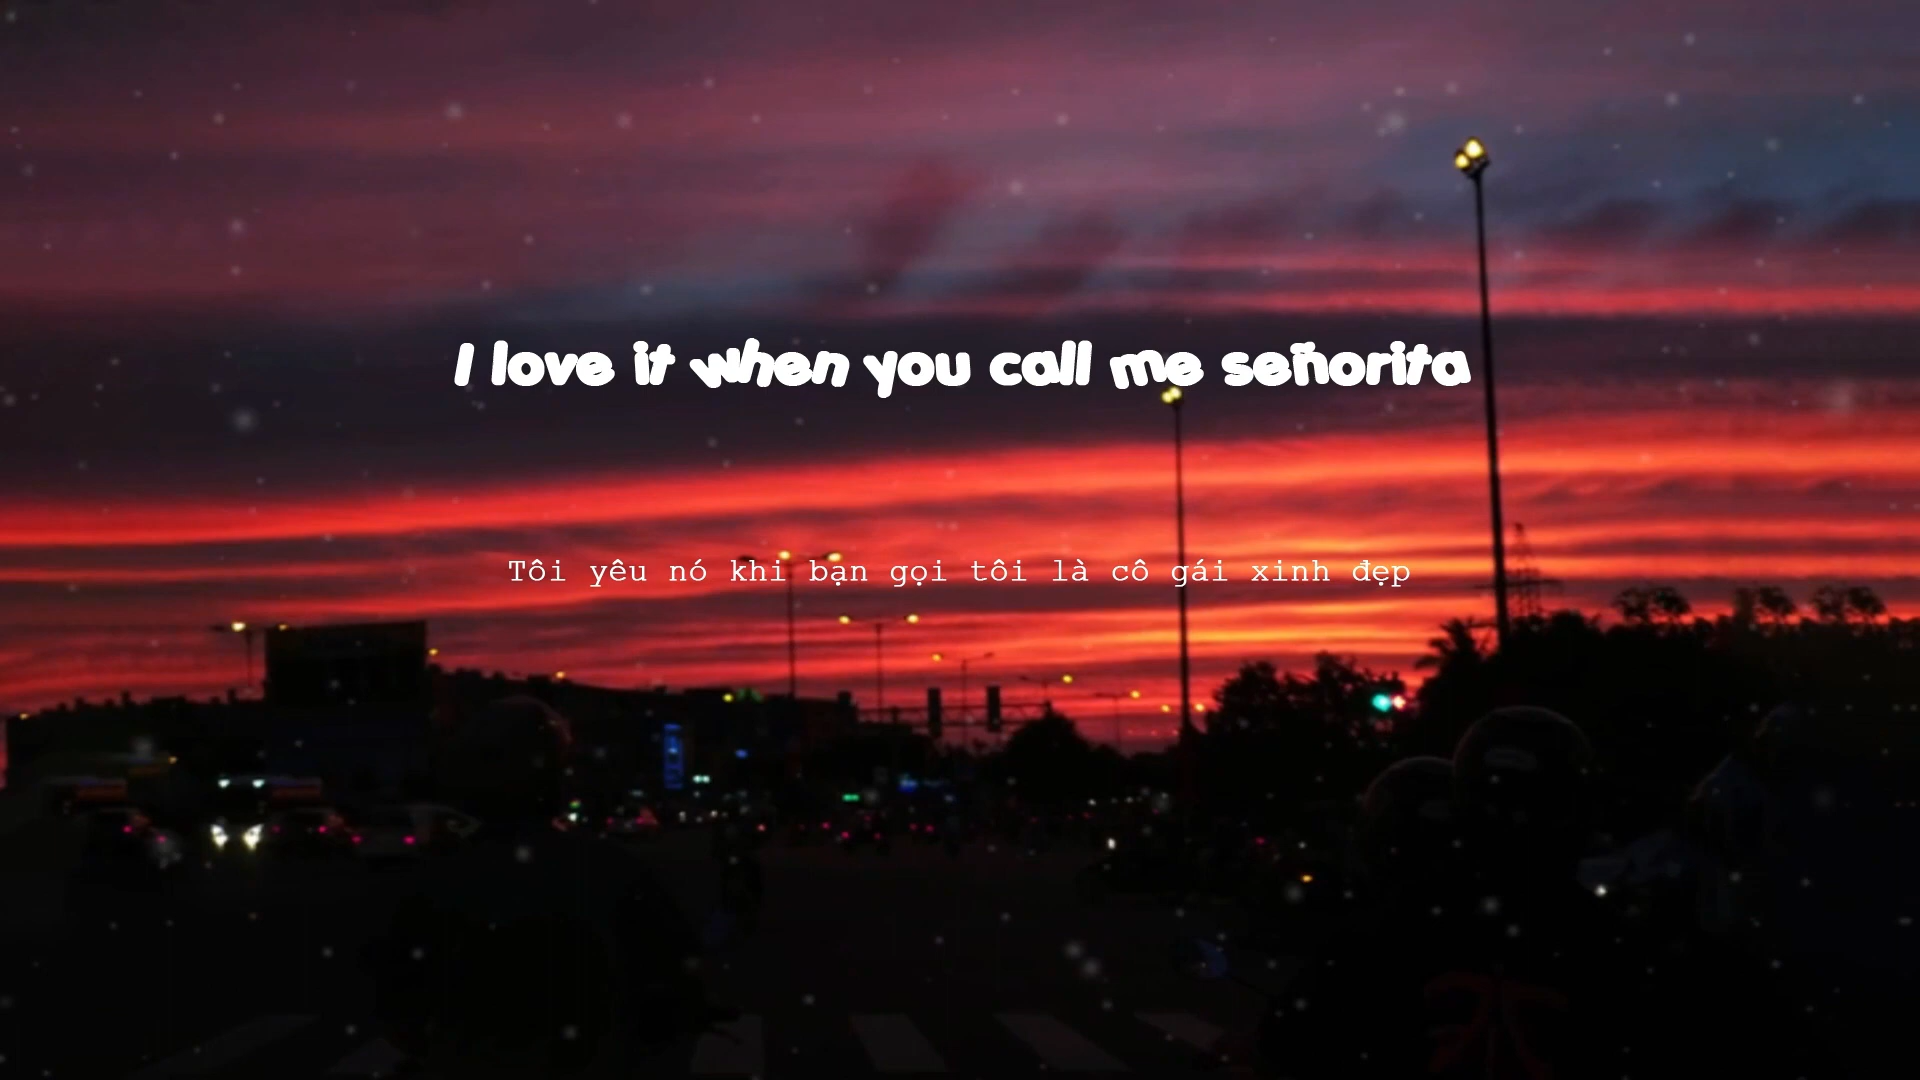 I love it when you call me señorita
Tôi yêu nó khi bạn gọi tôi là cô gái xinh đẹp